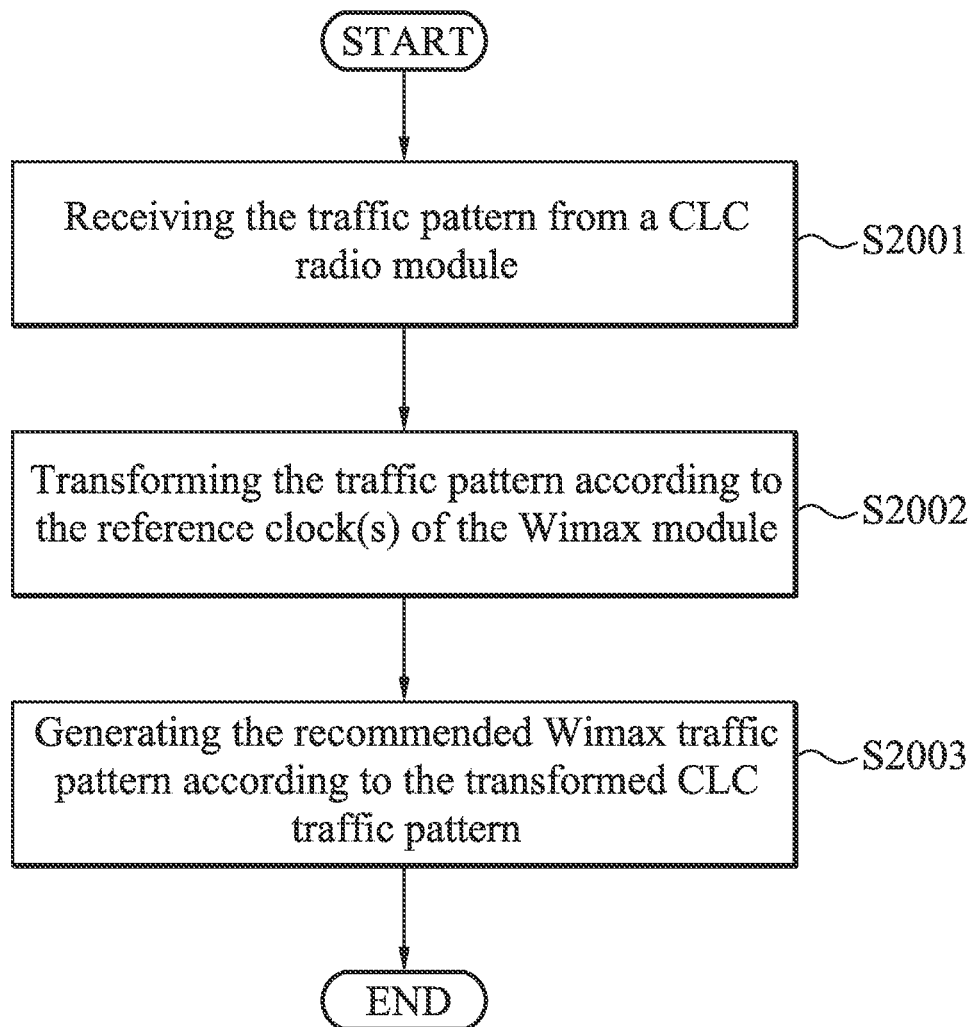 START
Receiving the traffic pattern from a CLC
radio module
S2001
Transforming the traffic pattern according to
the reference clock(s) of the Wimax module
S2002
Generating the recommended Wimax traffic
pattern according to the transformed CLC
traffic pattern
S2003
END